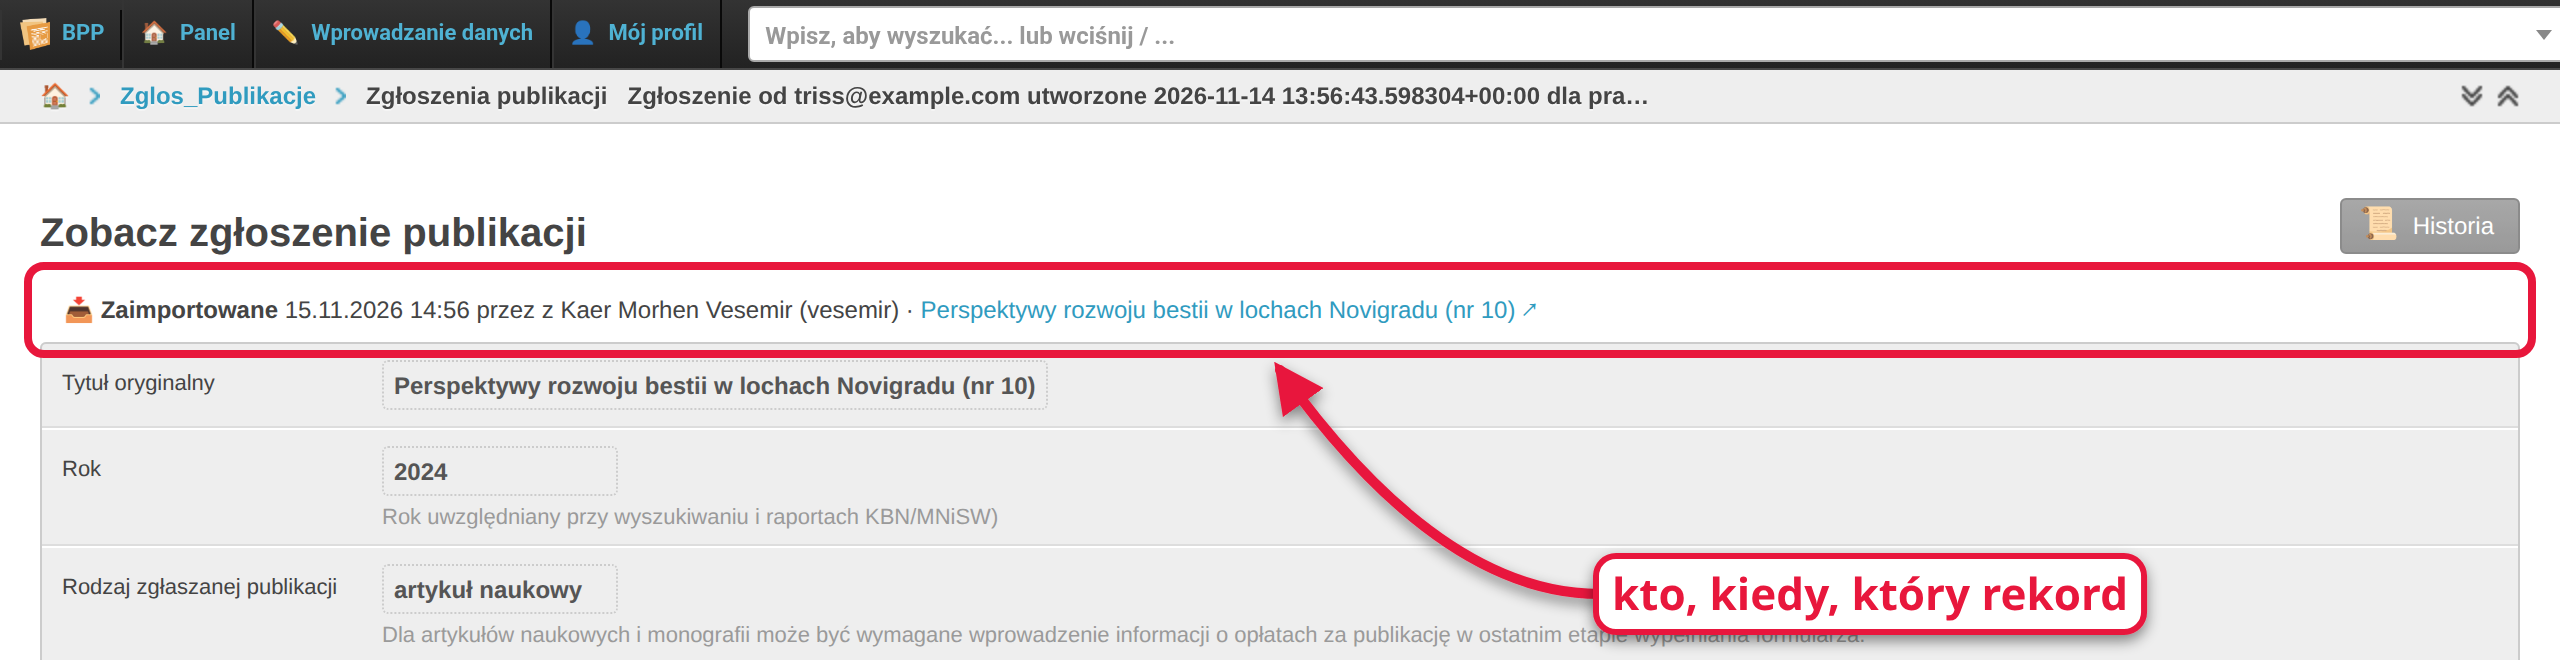 BPP Panel Wprowadzanie danych Mój profil Wpisz, aby wyszukać... lub wciśnij / ...
Zglos_Publikacje Zgłoszenia publikacji Zgłoszenie od triss@example.com utworzone 2026-11-14 13:56:43.598304+00:00 dla pra…
Zobacz zgłoszenie publikacji
Historia
Zaimportowane 15.11.2026 14:56 przez z Kaer Morhen Vesemir (vesemir) · Perspektywy rozwoju bestii w lochach Novigradu (nr 10) ↗
Tytuł oryginalny Perspektywy rozwoju bestii w lochach Novigradu (nr 10)
Rok 2024
Rok uwzględniany przy wyszukiwaniu i raportach KBN/MNiSW)
Rodzaj zgłaszanej publikacji artykuł naukowy
kto, kiedy, który rekord
Dla artykułów naukowych i monografii może być wymagane wprowadzenie informacji o opłatach za publikację w ostatnim etapie wypełniania formularza.